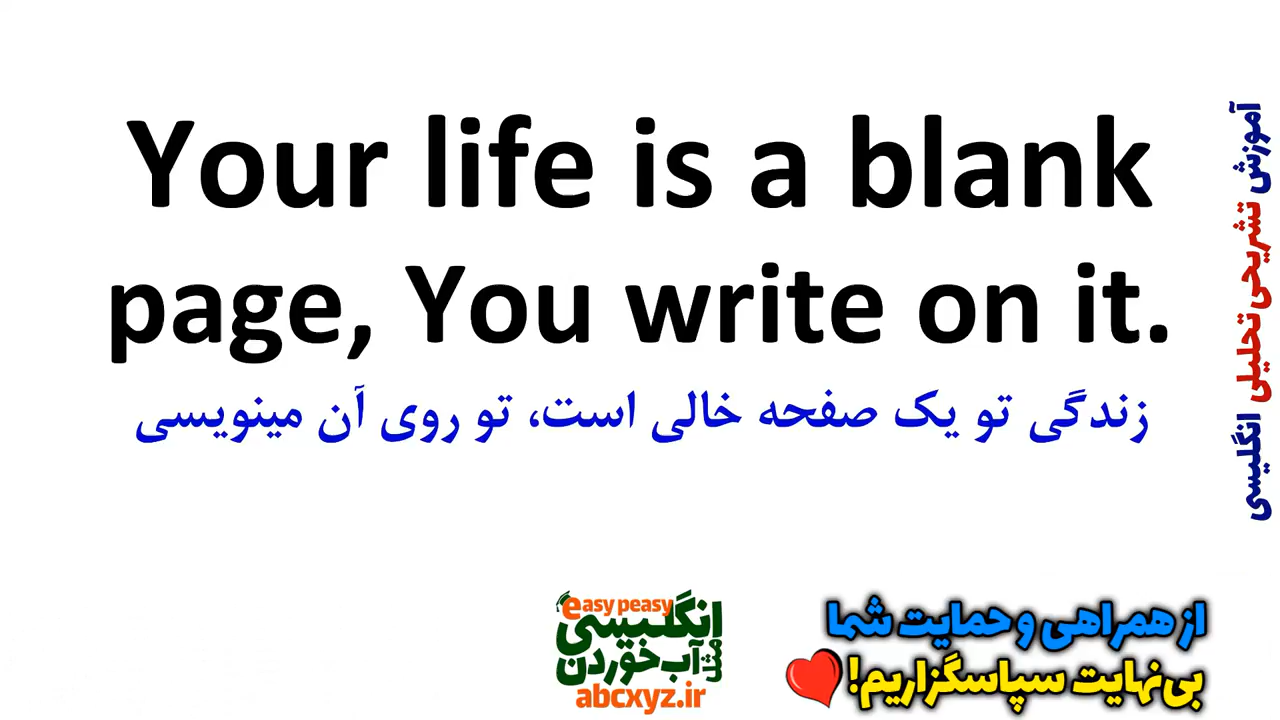 Your life is a blank
page, You write on it.
زندگی تو یک صفحه خالی است، تو روی آن مینویسی
آموزش تشریحی تحلیلی انگلیسی
easy peasy
انگلیسی
مثل آب خوردن
abcxyz.ir
از همراهی و حمایت شما
بی‌نهایت سپاسگزاریم!